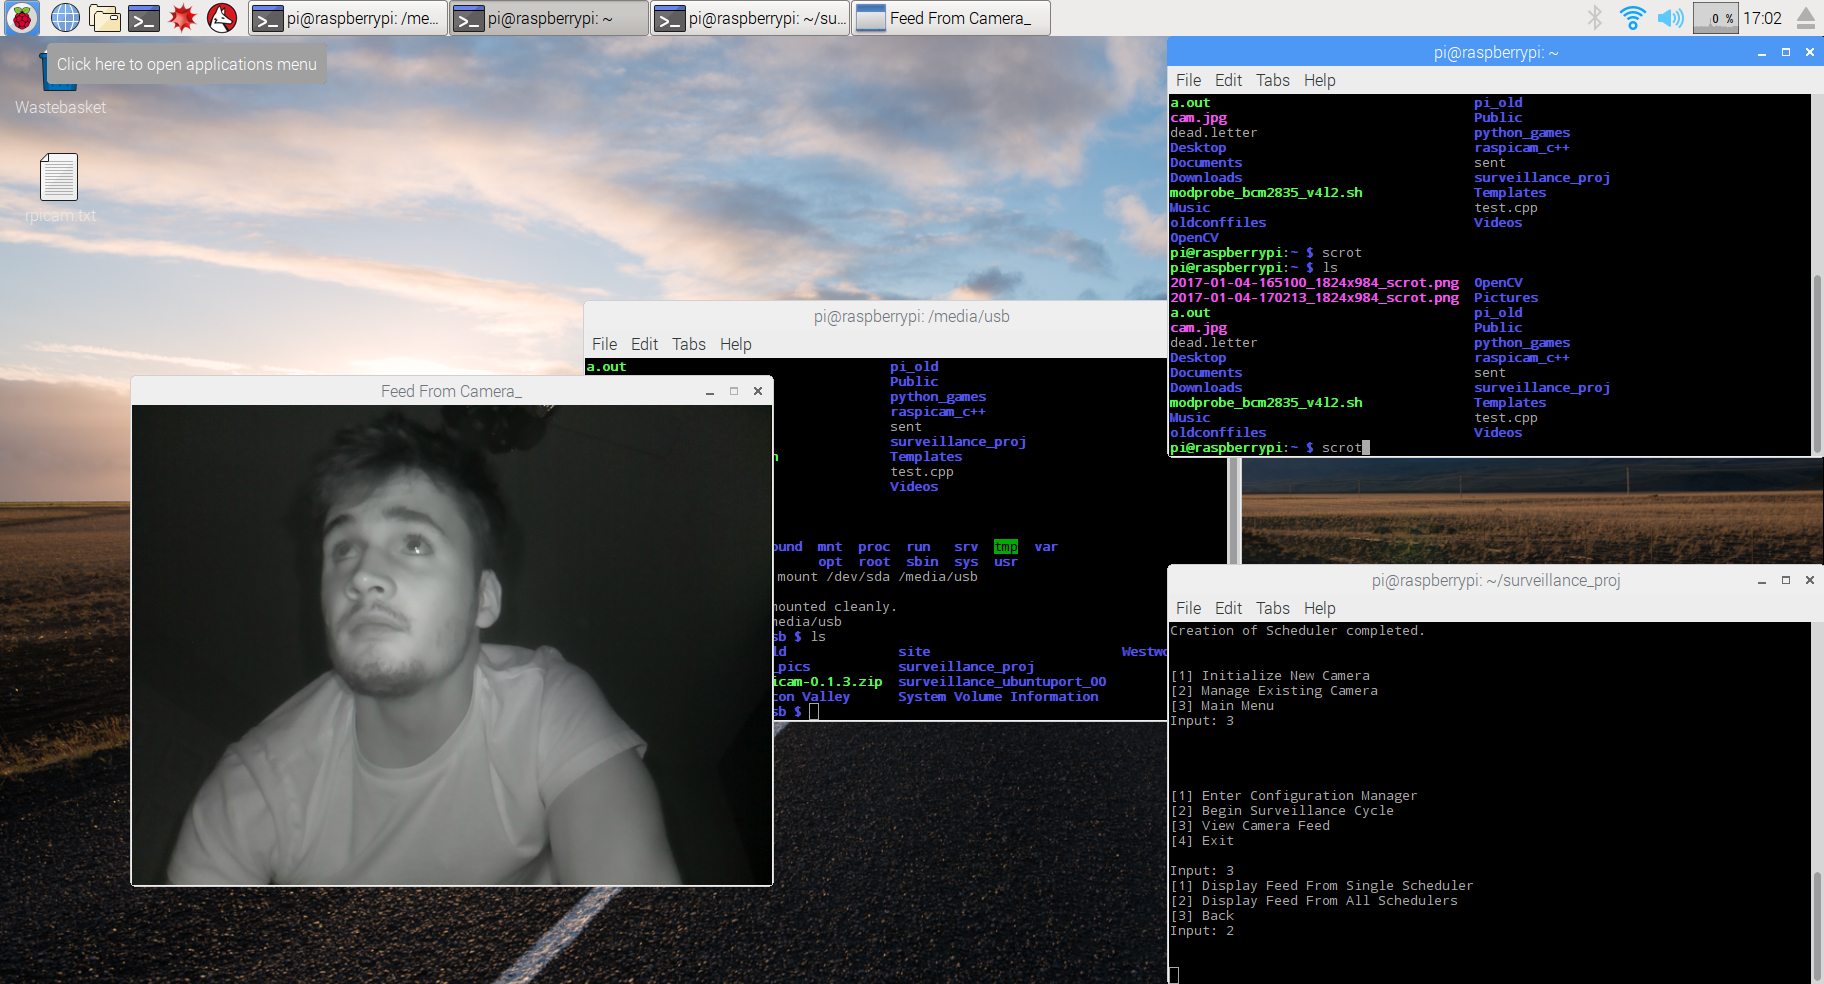 pi@raspberrypi: /me...
pi@raspberrypi: ~
pi@raspberrypi: ~/su...
Feed From Camera_
0 %
17:02
Click here to open applications menu
Wastebasket
rpicam.txt
pi@raspberrypi: ~
File Edit Tabs Help
a.out pi_old
cam.jpg Public
dead.letter python_games
Desktop raspicam_c++
Documents sent
Downloads surveillance_proj
modprobe_bcm2835_v4l2.sh Templates
Music test.cpp
oldconffiles Videos
OpenCV
pi@raspberrypi:~ $ scrot
pi@raspberrypi:~ $ ls
2017-01-04-165100_1824x984_scrot.png OpenCV
2017-01-04-170213_1824x984_scrot.png Pictures
a.out pi_old
cam.jpg Public
dead.letter python_games
Desktop raspicam_c++
Documents sent
Downloads surveillance_proj
modprobe_bcm2835_v4l2.sh Templates
Music test.cpp
oldconffiles Videos
pi@raspberrypi:~ $ scrot
pi@raspberrypi: /media/usb
File Edit Tabs Help
a.out pi_old
Public
python_games
raspicam_c++
sent
surveillance_proj
h Templates
test.cpp
Videos
ound mnt proc run srv tmp var
opt root sbin sys usr
mount /dev/sda /media/usb
mounted cleanly.
media/usb
sb $ ls
ld site Westwo
_pics surveillance_proj
icam-0.1.3.zip surveillance_ubuntuport_OO
con Valley System Volume Information
sb $
Feed From Camera_
pi@raspberrypi: ~/surveillance_proj
File Edit Tabs Help
Creation of Scheduler completed.
[1] Initialize New Camera
[2] Manage Existing Camera
[3] Main Menu
Input: 3
[1] Enter Configuration Manager
[2] Begin Surveillance Cycle
[3] View Camera Feed
[4] Exit
Input: 3
[1] Display Feed From Single Scheduler
[2] Display Feed From All Schedulers
[3] Back
Input: 2